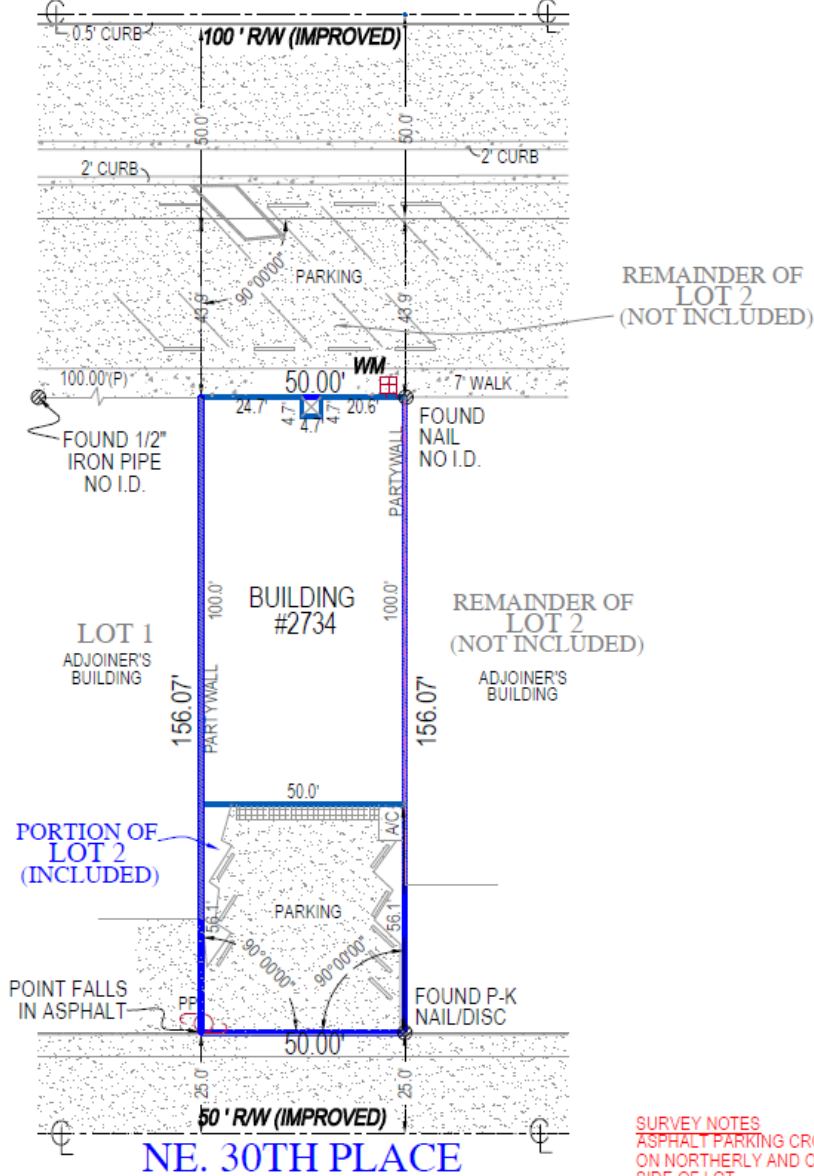 0.5' CURB
100 ' R/W (IMPROVED)
50.0'
50.0'
2' CURB
2' CURB
PARKING
90°00'00"
43.9'
43.9'
REMAINDER OF
LOT 2
(NOT INCLUDED)
WM
100.00'(P)
50.00'
7' WALK
24.7'
4.7'
4.7'
4.7'
20.6'
FOUND 1/2"
IRON PIPE
NO I.D.
FOUND
NAIL
NO I.D.
PARTYWALL
100.0'
BUILDING
#2734
100.0'
LOT 1
ADJOINER'S
BUILDING
REMAINDER OF
LOT 2
(NOT INCLUDED)
ADJOINER'S
BUILDING
PARTYWALL
156.07'
156.07'
50.0'
A/C
PORTION OF
LOT 2
(INCLUDED)
PARKING
56.1'
56.1'
90°00'00"
90°00'00"
POINT FALLS
IN ASPHALT
PP
FOUND P-K
NAIL/DISC
50.00'
25.0'
25.0'
50 ' R/W (IMPROVED)
NE. 30TH PLACE
SURVEY NOTES
ASPHALT PARKING
ON NORTHERLY AND